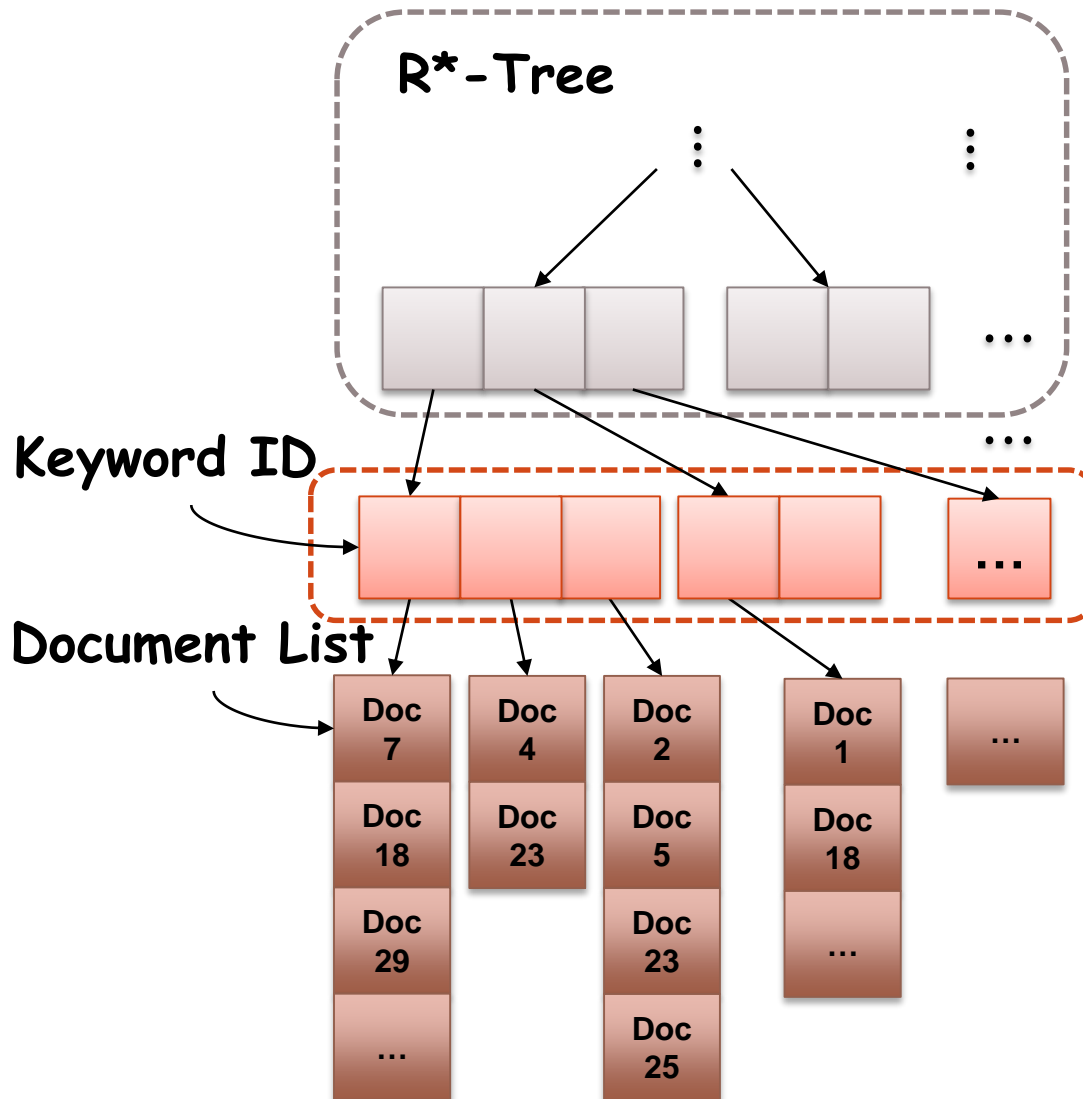 R*-Tree
⋮
⋮
...
...
Keyword ID
...
Document List
Doc
7
Doc
18
Doc
29
...
Doc
4
Doc
23
Doc
2
Doc
5
Doc
23
Doc
25
Doc
1
Doc
18
...
...